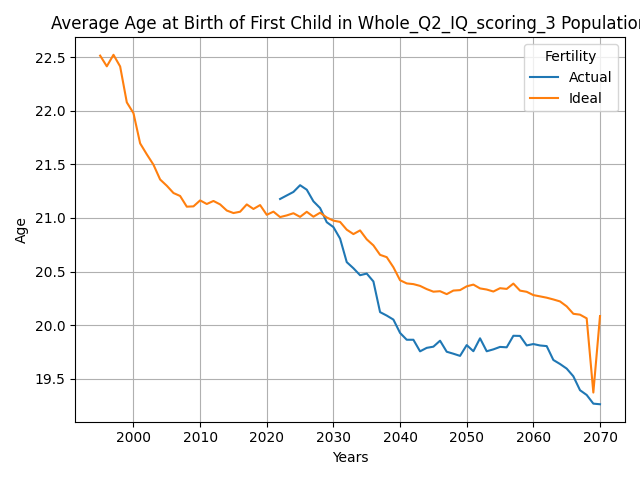 Average Age at Birth of First Child in Whole_Q2_IQ_scoring_3 Population
Fertility
Actual
Ideal
22.5
22.0
21.5
21.0
20.5
20.0
19.5
Age
2000 2010 2020 2030 2040 2050 2060 2070
Years